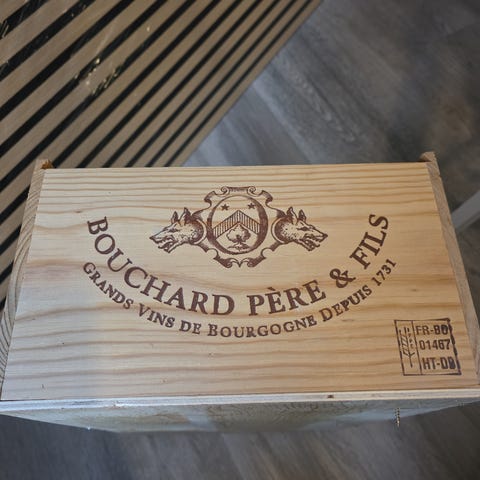 BOUCHARD PÈRE & FILS
GRANDS VINS DE BOURGOGNE DEPUIS 1731
FR-BO
01467
HT-DB